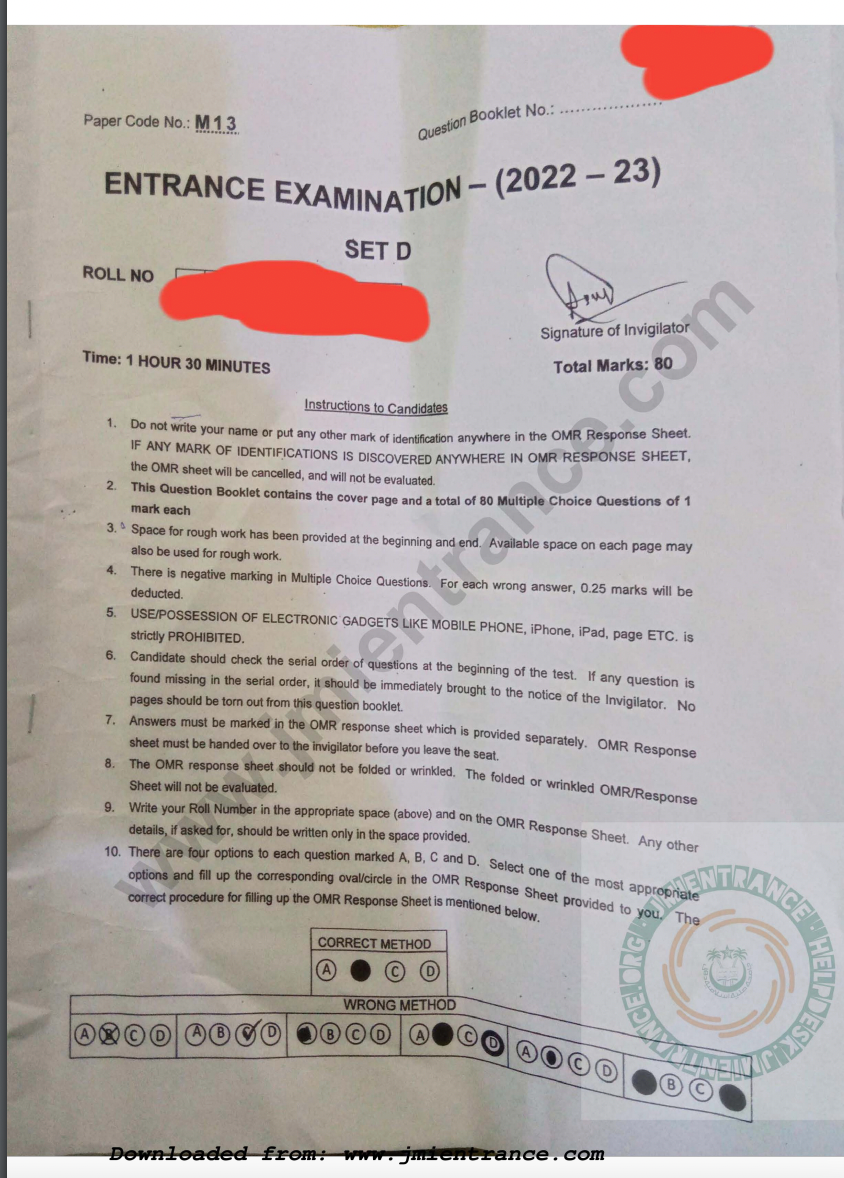 Paper Code No.: M13
Question Booklet No.: ....................
ENTRANCE EXAMINATION – (2022 – 23)
SET D
ROLL NO
Signature of Invigilator
Time: 1 HOUR 30 MINUTES
Total Marks: 80
Instructions to Candidates
1. Do not write your name or put any other mark of identification anywhere in the OMR Response Sheet.
IF ANY MARK OF IDENTIFICATIONS IS DISCOVERED ANYWHERE IN OMR RESPONSE SHEET,
the OMR sheet will be cancelled, and will not be evaluated.
2. This Question Booklet contains the cover page and a total of 80 Multiple Choice Questions of 1
mark each
3. Space for rough work has been provided at the beginning and end. Available space on each page may
also be used for rough work.
4. There is negative marking in Multiple Choice Questions. For each wrong answer, 0.25 marks will be
deducted.
5. USE/POSSESSION OF ELECTRONIC GADGETS LIKE MOBILE PHONE, iPhone, iPad, page ETC. is
strictly PROHIBITED.
6. Candidate should check the serial order of questions at the beginning of the test. If any question is
found missing in the serial order, it should be immediately brought to the notice of the Invigilator. No
pages should be torn out from this question booklet.
7. Answers must be marked in the OMR response sheet which is provided separately. OMR Response
sheet must be handed over to the invigilator before you leave the seat.
8. The OMR response sheet should not be folded or wrinkled. The folded or wrinkled OMR/Response
Sheet will not be evaluated.
9. Write your Roll Number in the appropriate space (above) and on the OMR Response Sheet. Any other
details, if asked for, should be written only in the space provided.
10. There are four options to each question marked A, B, C and D. Select one of the most appropriate
options and fill up the corresponding oval/circle in the OMR Response Sheet provided to you. The
correct procedure for filling up the OMR Response Sheet is mentioned below.
CORRECT METHOD
A C D
WRONG METHOD
A B C D A B C D B C D A C D A C D B C
www.jmientrance.com
JMIENTRANCE HELPDESK JMIENTRANCE.ORG
Downloaded from: www.jmientrance.com